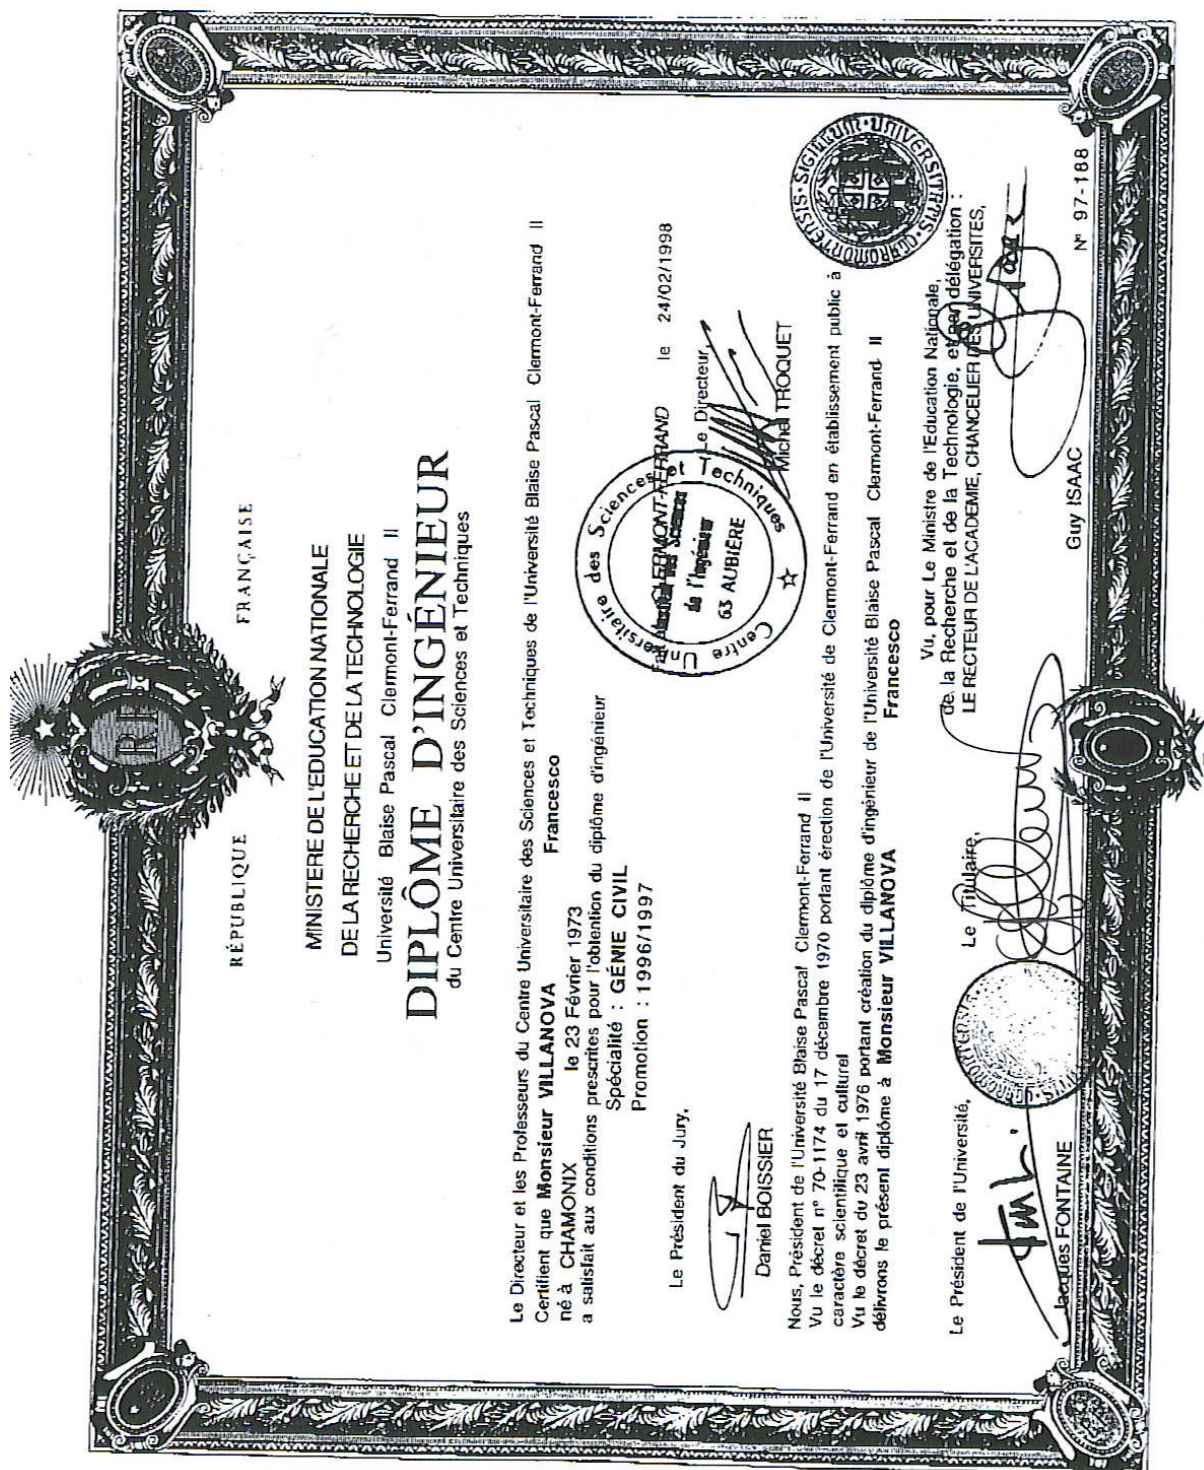 RF
RÉPUBLIQUE FRANÇAISE
MINISTERE DE L'EDUCATION NATIONALE
DE LA RECHERCHE ET DE LA TECHNOLOGIE
Université Blaise Pascal Clermont-Ferrand II
DIPLÔME D'INGÉNIEUR
du Centre Universitaire des Sciences et Techniques
Le Directeur et les Professeurs du Centre Universitaire des Sciences et Techniques de l'Université Blaise Pascal Clermont-Ferrand II
Certifient que Monsieur VILLANOVA Francesco
né à CHAMONIX le 23 Février 1973
a satisfait aux conditions prescrites pour l'obtention du diplôme d'ingénieur
Spécialité : GÉNIE CIVIL
Promotion : 1996/1997
CLERMONT-FERRAND le 24/02/1998
Le Président du Jury,
Le Directeur,
Centre Universitaire des Sciences et Techniques
des Sciences
de l'Ingénieur
63 AUBIÈRE
Daniel BOISSIER
Michel TROQUET
Nous, Président de l'Université Blaise Pascal Clermont-Ferrand II
Vu le décret n° 70-1174 du 17 décembre 1970 portant érection de l'Université de Clermont-Ferrand en établissement public à
caractère scientifique et culturel
Vu le décret du 23 avril 1976 portant création du diplôme d'ingénieur de l'Université Blaise Pascal Clermont-Ferrand II
délivrons le présent diplôme à Monsieur VILLANOVA Francesco
Vu, pour Le Ministre de l'Education Nationale,
de la Recherche et de la Technologie, et par délégation :
Le Président de l'Université,
Le Titulaire,
LE RECTEUR DE L'ACADEMIE, CHANCELIER DES UNIVERSITES,
Jacques FONTAINE
Guy ISAAC
N° 97-188